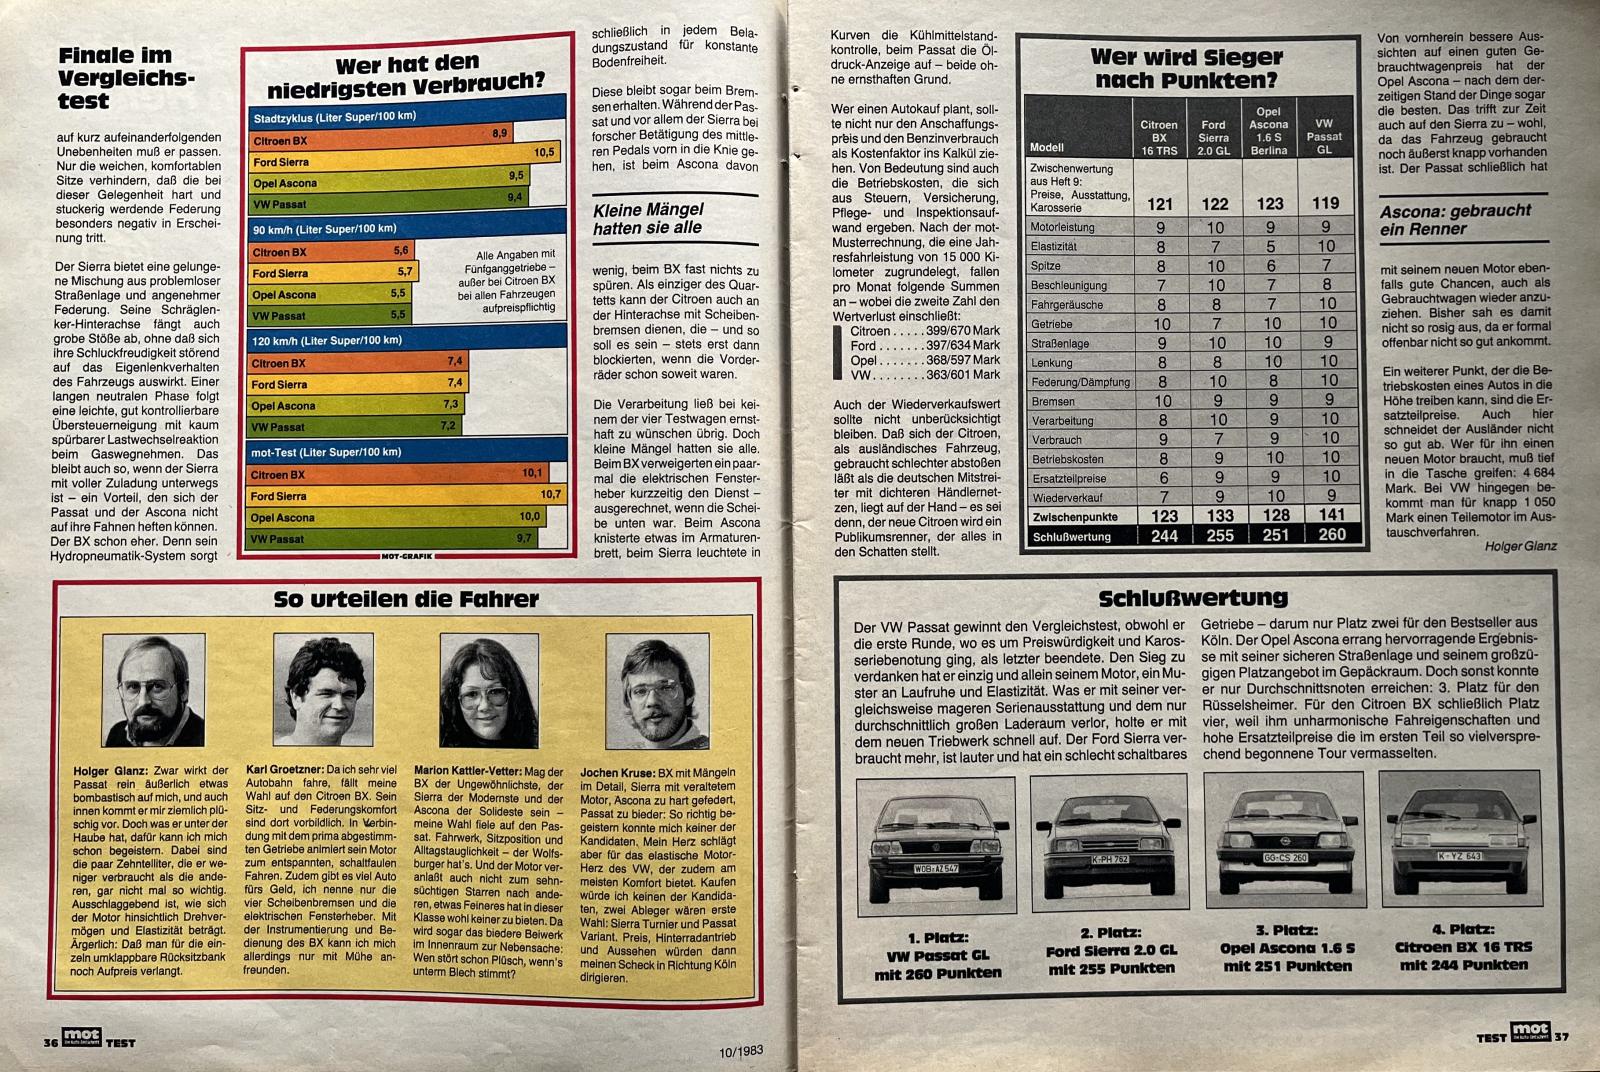 Finale im
Vergleichs-
test
auf kurz aufeinanderfolgenden
Unebenheiten muß er passen.
Nur die weichen, komfortablen
Sitze verhindern, daß die bei
dieser Gelegenheit hart und
stuckerig werdende Federung
besonders negativ in Erschei-
nung tritt.
Der Sierra bietet eine gelunge-
ne Mischung aus problemloser
Straßenlage und angenehmer
Federung. Seine Schräglen-
ker-Hinterachse fängt auch
grobe Stöße ab, ohne daß sich
ihre Schluckfreudigkeit störend
auf das Eigenlenkverhalten
des Fahrzeugs auswirkt. Einer
langen neutralen Phase folgt
eine leichte, gut kontrollierbare
Übersteuerneigung mit kaum
spürbarer Lastwechselreaktion
beim Gaswegnehmen. Das
bleibt auch so, wenn der Sierra
mit voller Zuladung unterwegs
ist – ein Vorteil, den sich der
Passat und der Ascona nicht
auf ihre Fahnen heften können.
Der BX schon eher. Denn sein
Hydropneumatik-System sorgt
Wer hat den
niedrigsten Verbrauch?
Stadtzyklus (Liter Super/100 km)
Citroen BX 8,9
Ford Sierra 10,5
Opel Ascona 9,5
VW Passat 9,4
90 km/h (Liter Super/100 km)
Citroen BX 5,6
Ford Sierra 5,7
Opel Ascona 5,5
VW Passat 5,5
Alle Angaben mit
Fünfganggetriebe –
außer bei Citroen BX
bei allen Fahrzeugen
aufpreispflichtig
120 km/h (Liter Super/100 km)
Citroen BX 7,4
Ford Sierra 7,4
Opel Ascona 7,3
VW Passat 7,2
mot-Test (Liter Super/100 km)
Citroen BX 10,1
Ford Sierra 10,7
Opel Ascona 10,0
VW Passat 9,7
MOT-GRAFIK
schließlich in jedem Bela-
dungszustand für konstante
Bodenfreiheit.
Diese bleibt sogar beim Brem-
sen erhalten. Während der Pas-
sat und vor allem der Sierra bei
forscher Betätigung des mittle-
ren Pedals vorn in die Knie ge-
hen, ist beim Ascona davon
Kleine Mängel
hatten sie alle
wenig, beim BX fast nichts zu
spüren. Als einziger des Quar-
tetts kann der Citroen auch an
der Hinterachse mit Scheiben-
bremsen dienen, die – und so
soll es sein – stets erst dann
blockierten, wenn die Vorder-
räder schon soweit waren.
Die Verarbeitung ließ bei kei-
nem der vier Testwagen ernst-
haft zu wünschen übrig. Doch
kleine Mängel hatten sie alle.
Beim BX verweigerten ein paar-
mal die elektrischen Fenster-
heber kurzzeitig den Dienst –
ausgerechnet, wenn die Schei-
be unten war. Beim Ascona
knisterte etwas im Armaturen-
brett, beim Sierra leuchtete in
So urteilen die Fahrer
Holger Glanz: Zwar wirkt der
Passat rein äußerlich etwas
bombastisch auf mich, und auch
innen kommt er mir ziemlich plü-
schig vor. Doch was er unter der
Haube hat, dafür kann ich mich
schon begeistern. Dabei sind
die paar Zehntelliter, die er we-
niger verbraucht als die ande-
ren, gar nicht mal so wichtig.
Ausschlaggebend ist, wie sich
der Motor hinsichtlich Drehver-
mögen und Elastizität beträgt.
Ärgerlich: Daß man für die ein-
zeln umklappbare Rücksitzbank
noch Aufpreis verlangt.
Karl Groetzner: Da ich sehr viel
Autobahn fahre, fällt meine
Wahl auf den Citroen BX. Sein
Sitz- und Federungskomfort
sind dort vorbildlich. In Verbin-
dung mit dem prima abgestimm-
ten Getriebe animiert sein Motor
zum entspannten, schaltfaulen
Fahren. Zudem gibt es viel Auto
fürs Geld, ich nenne nur die
vier Scheibenbremsen und die
elektrischen Fensterheber. Mit
der Instrumentierung und Be-
dienung des BX kann ich mich
allerdings nur mit Mühe an-
freunden.
Marion Kattler-Vetter: Mag der
BX der Ungewöhnlichste, der
Sierra der Modernste und der
Ascona der Solideste sein –
meine Wahl fiele auf den Pas-
sat. Fahrwerk, Sitzposition und
Alltagstauglichkeit – der Wolfs-
burger hat's. Und der Motor ver-
anlaßt auch nicht zum sehn-
süchtigen Starren nach ande-
ren, etwas Feineres hat in dieser
Klasse wohl keiner zu bieten. Da
wird sogar das biedere Beiwerk
im Innenraum zur Nebensache:
Wen stört schon Plüsch, wenn's
unterm Blech stimmt?
Jochen Kruse: BX mit Mängeln
im Detail, Sierra mit veraltetem
Motor, Ascona zu hart gefedert,
Passat zu bieder: So richtig be-
geistern konnte mich keiner der
Kandidaten. Mein Herz schlägt
aber für das elastische Motor-
Herz des VW, der zudem am
meisten Komfort bietet. Kaufen
würde ich keinen der Kandida-
ten, zwei Ableger wären erste
Wahl: Sierra Turnier und Passat
Variant. Preis, Hinterradantrieb
und Aussehen würden dann
meinen Scheck in Richtung Köln
dirigieren.
36 mot TEST
10/1983
Kurven die Kühlmittelstand-
kontrolle, beim Passat die Öl-
druck-Anzeige auf – beide oh-
ne ernsthaften Grund.
Wer einen Autokauf plant, soll-
te nicht nur den Anschaffungs-
preis und den Benzinverbrauch
als Kostenfaktor ins Kalkül zie-
hen. Von Bedeutung sind auch
die Betriebskosten, die sich
aus Steuern, Versicherung,
Pflege- und Inspektionsauf-
wand ergeben. Nach der mot-
Musterrechnung, die eine Jah-
resfahrleistung von 15 000 Ki-
lometer zugrundelegt, fallen
pro Monat folgende Summen
an – wobei die zweite Zahl den
Wertverlust einschließt:
Citroen . . . . . 399/670 Mark
Ford . . . . . . . 397/634 Mark
Opel . . . . . . . 368/597 Mark
VW . . . . . . . . 363/601 Mark
Auch der Wiederverkaufswert
sollte nicht unberücksichtigt
bleiben. Daß sich der Citroen,
als ausländisches Fahrzeug,
gebraucht schlechter abstoßen
läßt als die deutschen Mitstrei-
ter mit dichteren Händlernet-
zen, liegt auf der Hand – es sei
denn, der neue Citroen wird ein
Publikumsrenner, der alles in
den Schatten stellt.
Wer wird Sieger
nach Punkten?
Modell Citroen BX 16 TRS Ford Sierra 2.0 GL Opel Ascona 1.6 S Berlina VW Passat GL
Zwischenwertung
aus Heft 9:
Preise, Ausstattung,
Karosserie 121 122 123 119
Motorleistung 9 10 9 9
Elastizität 8 7 5 10
Spitze 8 10 6 7
Beschleunigung 7 10 7 8
Fahrgeräusche 8 8 7 10
Getriebe 10 7 10 10
Straßenlage 9 10 10 9
Lenkung 8 8 10 10
Federung/Dämpfung 8 10 8 10
Bremsen 10 9 9 9
Verarbeitung 8 10 9 10
Verbrauch 9 7 9 10
Betriebskosten 8 9 10 10
Ersatzteilpreise 6 9 9 10
Wiederverkauf 7 9 10 9
Zwischenpunkte 123 133 128 141
Schlußwertung 244 255 251 260
Von vornherein bessere Aus-
sichten auf einen guten Ge-
brauchtwagenpreis hat der
Opel Ascona – nach dem der-
zeitigen Stand der Dinge sogar
die besten. Das trifft zur Zeit
auch auf den Sierra zu – wohl,
da das Fahrzeug gebraucht
noch äußerst knapp vorhanden
ist. Der Passat schließlich hat
Ascona: gebraucht
ein Renner
mit seinem neuen Motor eben-
falls gute Chancen, auch als
Gebrauchtwagen wieder anzu-
ziehen. Bisher sah es damit
nicht so rosig aus, da er formal
offenbar nicht so gut ankommt.
Ein weiterer Punkt, der die Be-
triebskosten eines Autos in die
Höhe treiben kann, sind die Er-
satzteilpreise. Auch hier
schneidet der Ausländer nicht
so gut ab. Wer für ihn einen
neuen Motor braucht, muß tief
in die Tasche greifen: 4 684
Mark. Bei VW hingegen be-
kommt man für knapp 1 050
Mark einen Teilemotor im Aus-
tauschverfahren.
Holger Glanz
Schlußwertung
Der VW Passat gewinnt den Vergleichstest, obwohl er
die erste Runde, wo es um Preiswürdigkeit und Karos-
seriebenotung ging, als letzter beendete. Den Sieg zu
verdanken hat er einzig und allein seinem Motor, ein Mu-
ster an Laufruhe und Elastizität. Was er mit seiner ver-
gleichsweise mageren Serienausstattung und dem nur
durchschnittlich großen Laderaum verlor, holte er mit
dem neuen Triebwerk schnell auf. Der Ford Sierra ver-
braucht mehr, ist lauter und hat ein schlecht schaltbares
Getriebe – darum nur Platz zwei für den Bestseller aus
Köln. Der Opel Ascona errang hervorragende Ergebnis-
se mit seiner sicheren Straßenlage und seinem großzü-
gigen Platzangebot im Gepäckraum. Doch sonst konnte
er nur Durchschnittsnoten erreichen: 3. Platz für den
Rüsselsheimer. Für den Citroen BX schließlich Platz
vier, weil ihm unharmonische Fahreigenschaften und
hohe Ersatzteilpreise die im ersten Teil so vielverspre-
chend begonnene Tour vermasselten.
WOB-AZ 547
K-PH 762
GG-CS 260
K-YZ 643
1. Platz:
VW Passat GL
mit 260 Punkten
2. Platz:
Ford Sierra 2.0 GL
mit 255 Punkten
3. Platz:
Opel Ascona 1.6 S
mit 251 Punkten
4. Platz:
Citroen BX 16 TRS
mit 244 Punkten
TEST mot 37